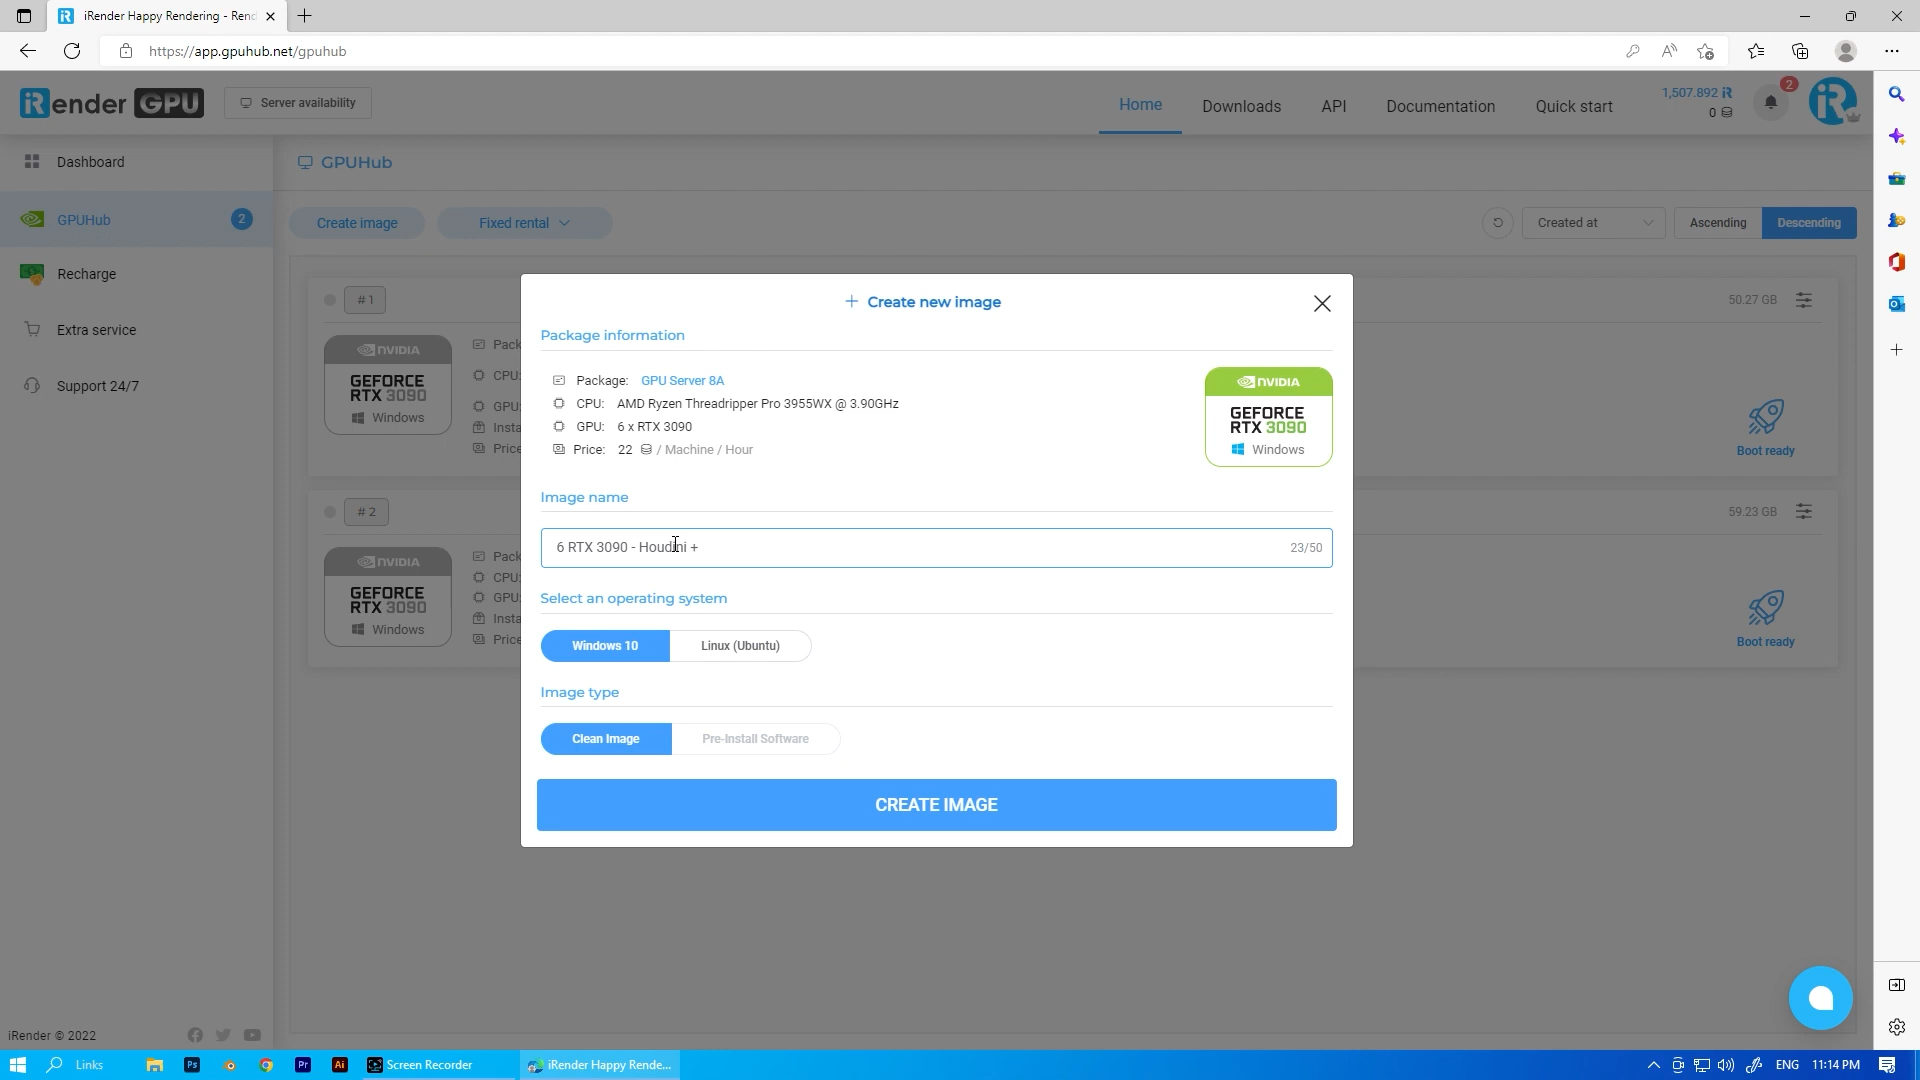 iRender Happy Rendering - Rend
https://app.gpuhub.net/gpuhub
iRender GPU
Server availability
Home
Downloads
API
Documentation
Quick start
1,507.892
0
2
iR
Dashboard
GPUHub
2
Recharge
Extra service
Support 24/7
GPUHub
Create image
Fixed rental
Created at
Ascending
Descending
# 1
50.27 GB
NVIDIA
GEFORCE
RTX 3090
Windows
Pack
CPU:
GPU:
Insta
Price
Boot ready
# 2
59.23 GB
NVIDIA
GEFORCE
RTX 3090
Windows
Pack
CPU:
GPU:
Insta
Price
Boot ready
+ Create new image
Package information
Package: GPU Server 8A
CPU: AMD Ryzen Threadripper Pro 3955WX @ 3.90GHz
GPU: 6 x RTX 3090
Price: 22 / Machine / Hour
NVIDIA
GEFORCE
RTX 3090
Windows
Image name
6 RTX 3090 - Houdini +
23/50
Select an operating system
Windows 10
Linux (Ubuntu)
Image type
Clean Image
Pre-Install Software
CREATE IMAGE
iRender © 2022
Links
Ps
Pr
Ai
Screen Recorder
iRender Happy Rende...
ENG
11:14 PM